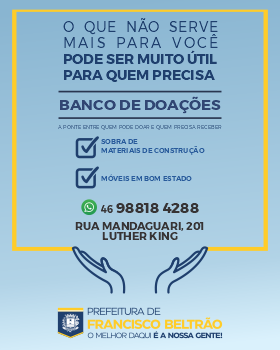 O QUE NÃO SERVE
MAIS PARA VOCÊ
PODE SER MUITO ÚTIL
PARA QUEM PRECISA
BANCO DE DOAÇÕES
A PONTE ENTRE QUEM PODE DOAR E QUEM PRECISA RECEBER
SOBRA DE
MATERIAIS DE CONSTRUÇÃO
MÓVEIS EM BOM ESTADO
46 98818 4288
RUA MANDAGUARI, 201
LUTHER KING
PREFEITURA DE
FRANCISCO BELTRÃO
O MELHOR DAQUI É A NOSSA GENTE!